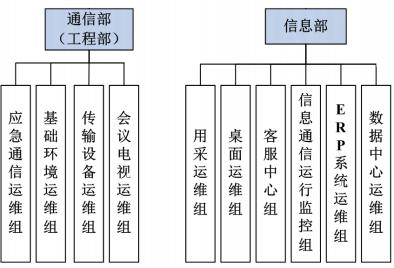 通信部
（工程部）
信息部
应急通信运维组
基础环境运维组
传输设备运维组
会议电视运维组
用采运维组
桌面运维组
客服中心组
信息通信运行监控组
ERP系统运维组
数据中心运维组